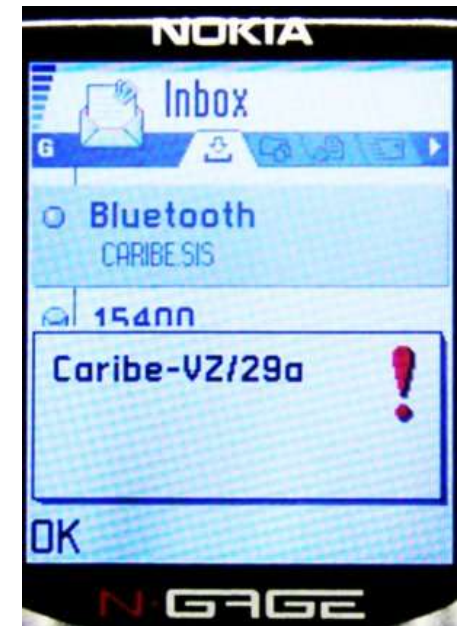 NOKIA
Inbox
G
Bluetooth
CARIBE.SIS
15400
Caribe-VZ/29a
OK
N·GAGE